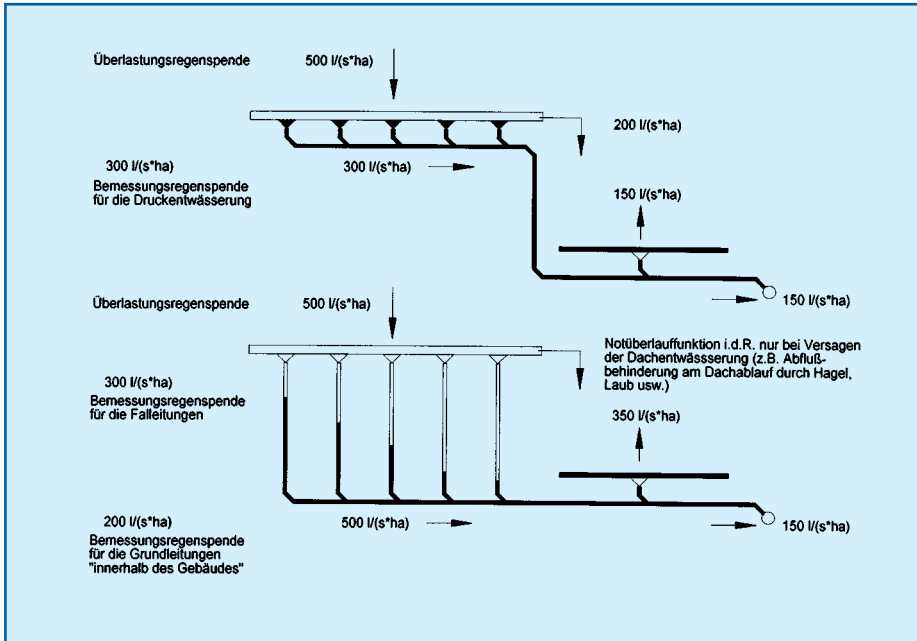 Überlastungsregenspende 500 l/(s*ha)
200 l/(s*ha)
300 l/(s*ha)
Bemessungsregenspende
für die Druckentwässerung
300 l/(s*ha)
150 l/(s*ha)
150 l/(s*ha)
Überlastungsregenspende 500 l/(s*ha)
Notüberlauffunktion i.d.R. nur bei Versagen
der Dachentwässserung (z.B. Abfluß-
behinderung am Dachablauf durch Hagel,
Laub usw.)
300 l/(s*ha)
Bemessungsregenspende
für die Falleitungen
350 l/(s*ha)
200 l/(s*ha)
Bemessungsregenspende
für die Grundleitungen
"innerhalb des Gebäudes"
500 l/(s*ha)
150 l/(s*ha)